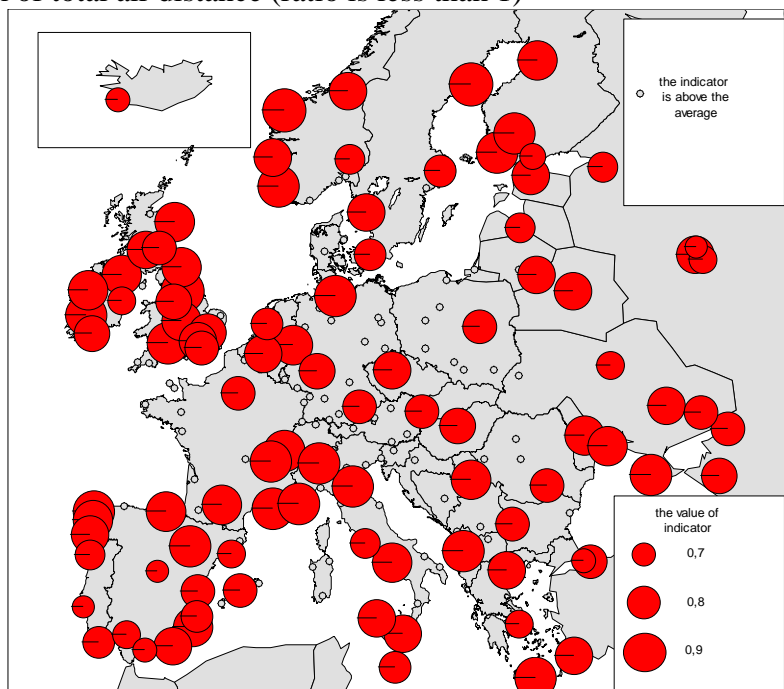 of total air distance (ratio is less than 1)
the indicator
is above the
average
the value of
indicator
0,7
0,8
0,9